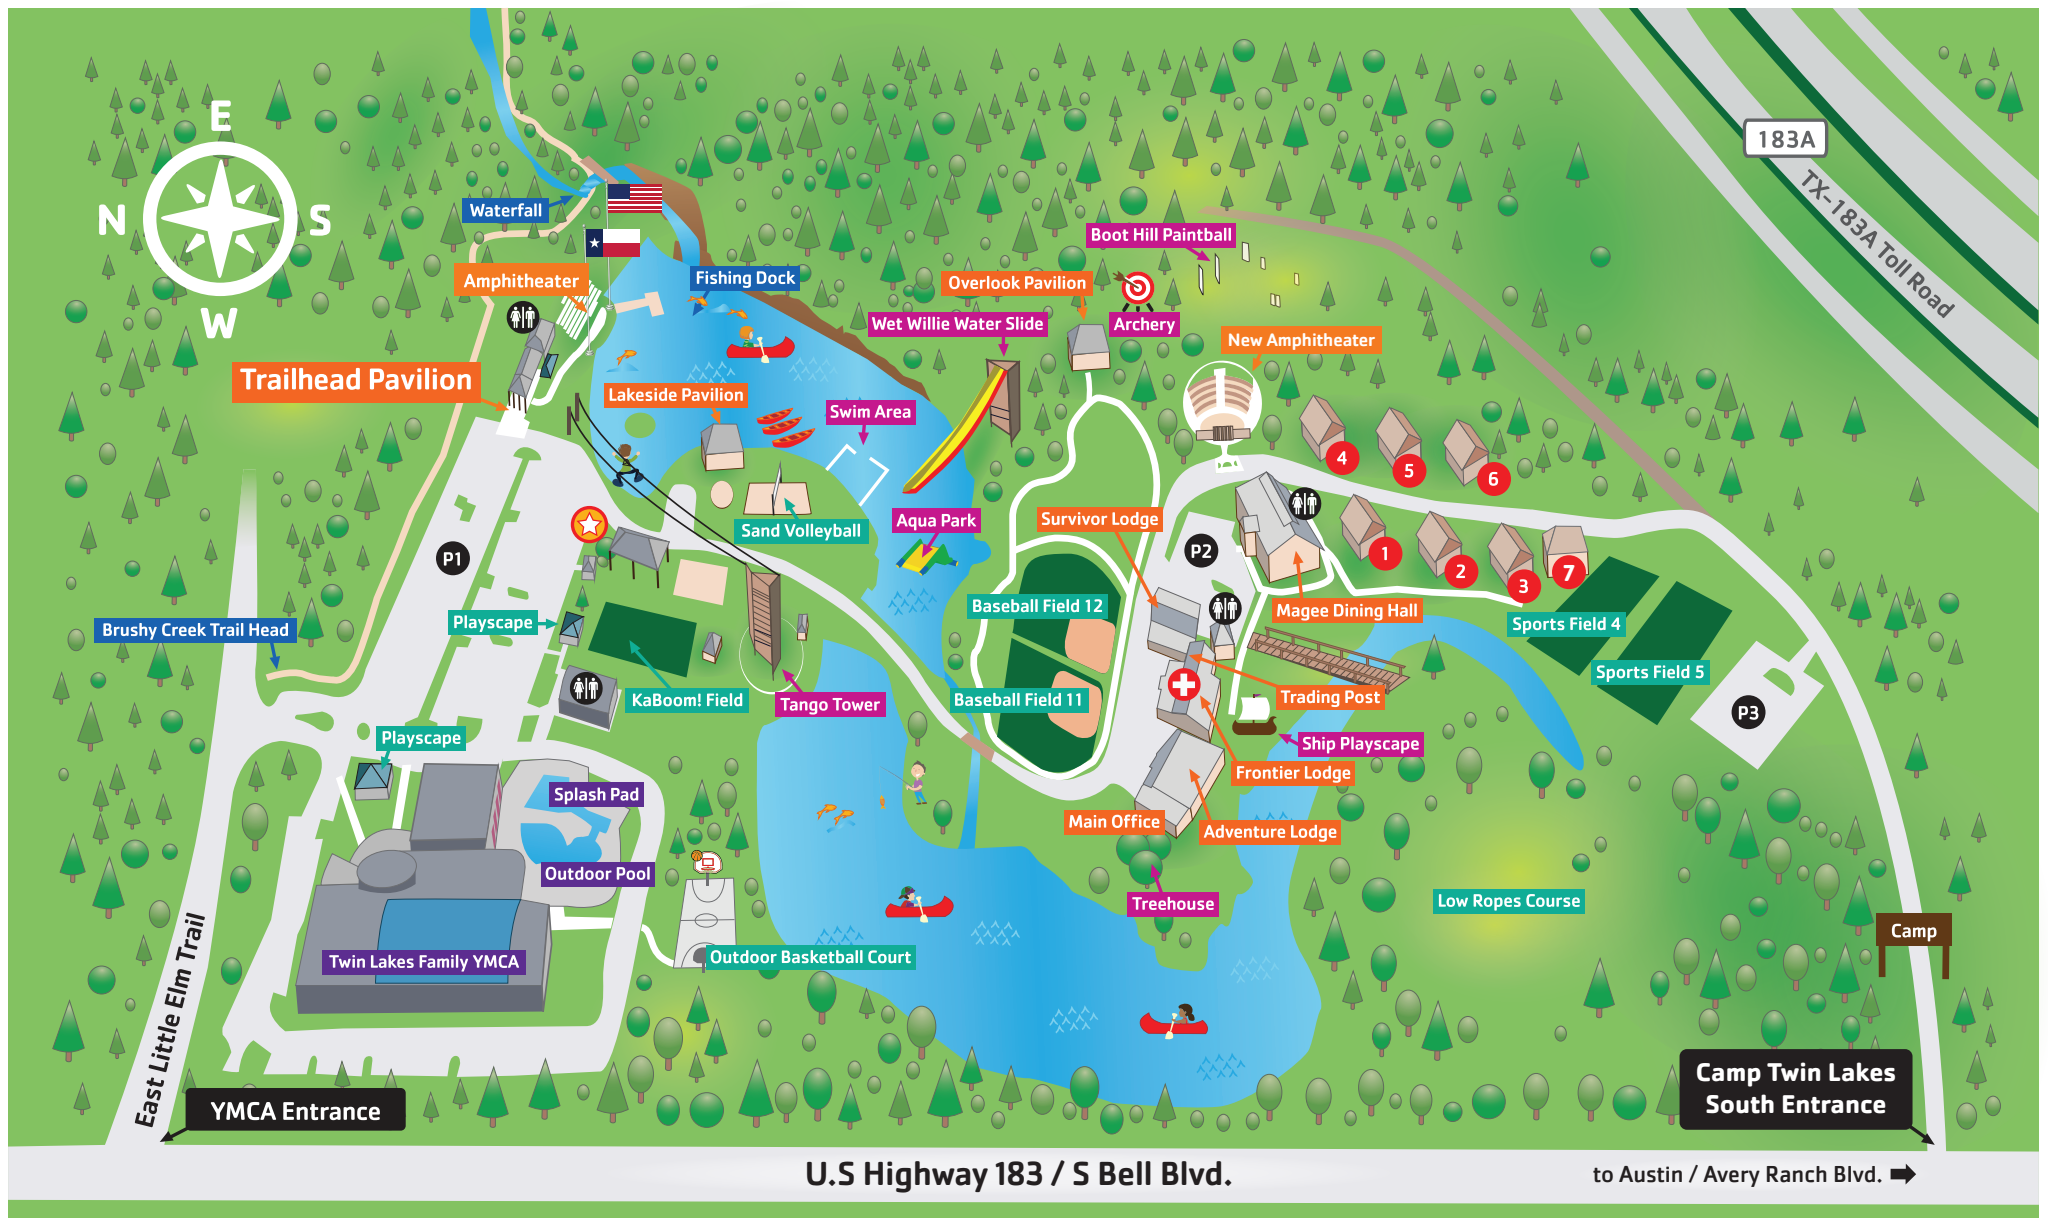 E
N
S
W
183A
TX-183A Toll Road
Waterfall
Boot Hill Paintball
Amphitheater
Fishing Dock
Overlook Pavilion
Wet Willie Water Slide
Archery
New Amphitheater
Trailhead Pavilion
Lakeside Pavilion
Swim Area
4
5
6
Sand Volleyball
Aqua Park
Survivor Lodge
P1
P2
1
2
3
7
Baseball Field 12
Magee Dining Hall
Playscape
Sports Field 4
Brushy Creek Trail Head
Sports Field 5
KaBoom! Field
Tango Tower
Baseball Field 11
Trading Post
P3
Playscape
Ship Playscape
Frontier Lodge
Splash Pad
Main Office
Adventure Lodge
Outdoor Pool
Treehouse
Low Ropes Course
Camp
Twin Lakes Family YMCA
Outdoor Basketball Court
East Little Elm Trail
YMCA Entrance
Camp Twin Lakes
South Entrance
U.S Highway 183 / S Bell Blvd.
to Austin / Avery Ranch Blvd.